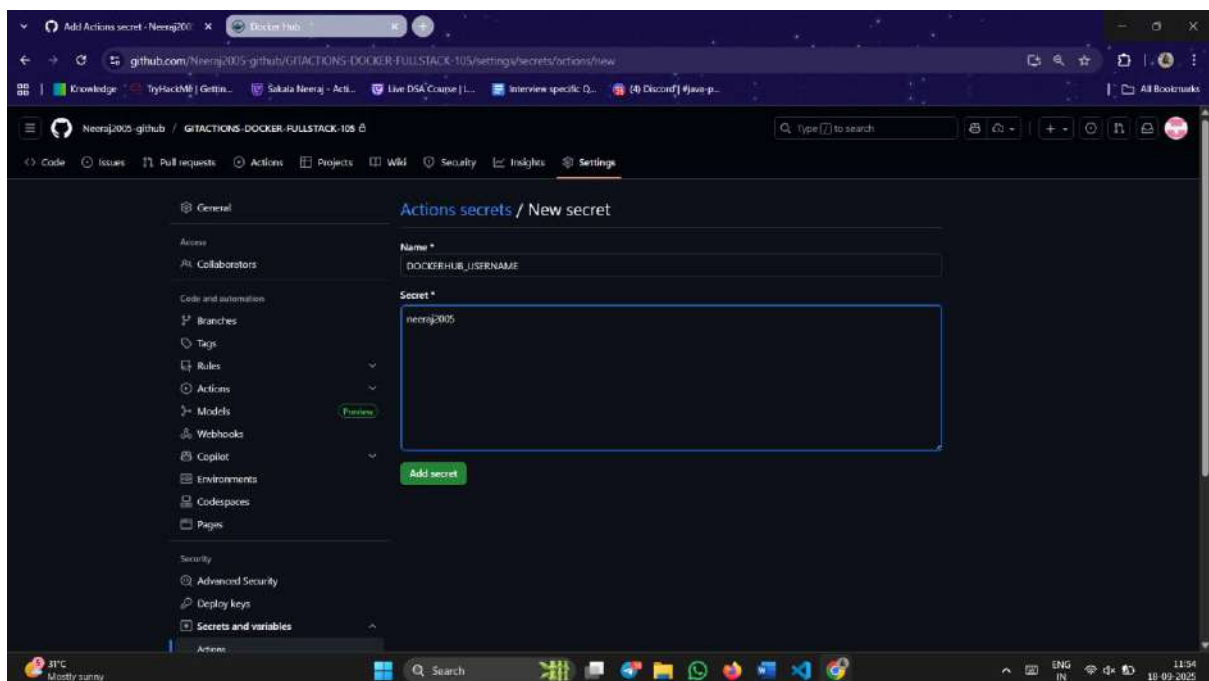 Add Actions secret - Neeraj200
Docker Hub
github.com/Neeraj2005-github/GITACTIONS-DOCKER-FULLSTACK-105/settings/secrets/actions/new
Knowledge
TryHackMe | Gettin...
Sakala Neeraj - Acti...
Live DSA Course | L...
Interview specific Q...
(4) Discord | #java-p...
All Bookmarks
Neeraj2005-github / GITACTIONS-DOCKER-FULLSTACK-105
Type / to search
Code
Issues
Pull requests
Actions
Projects
Wiki
Security
Insights
Settings
General
Access
Collaborators
Code and automation
Branches
Tags
Rules
Actions
Models
Preview
Webhooks
Copilot
Environments
Codespaces
Pages
Security
Advanced Security
Deploy keys
Secrets and variables
Actions
Actions secrets / New secret
Name *
DOCKERHUB_USERNAME
Secret *
neeraj2005
Add secret
31°C
Mostly sunny
Search
ENG
IN
11:54
18-09-2025